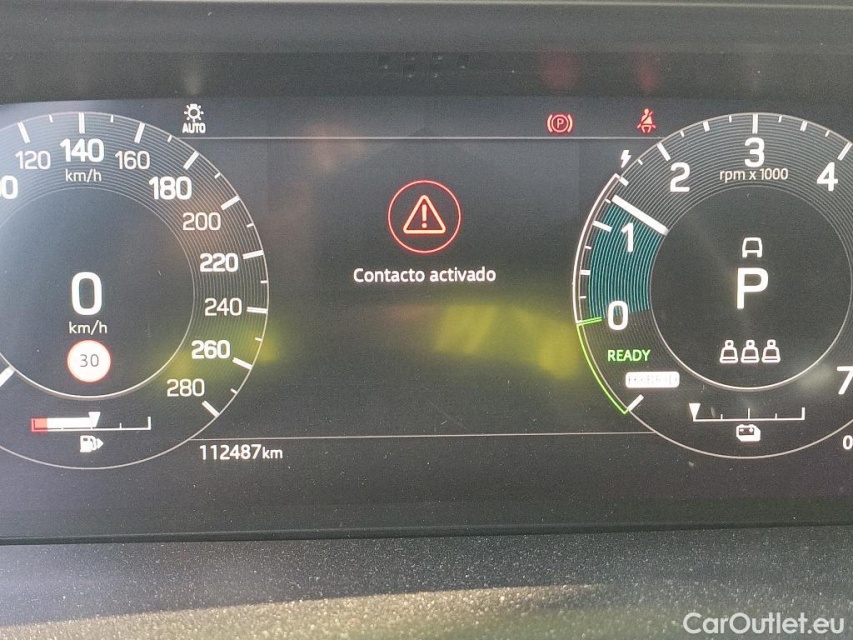 AUTO
120 140 160
km/h
180
200
220
240
260
280
0
km/h
30
112487km
Contacto activado
P
0 1 2 3 4
rpm x 1000
P
READY
HYBRID
7
CarOutlet.eu